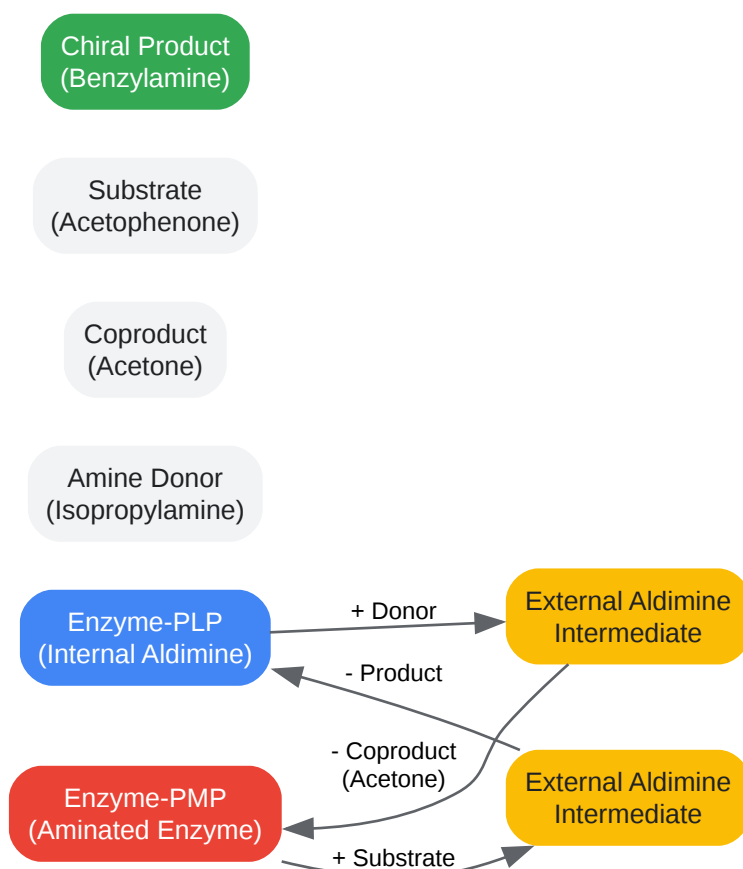 Chiral Product
(Benzylamine)
Substrate
(Acetophenone)
Coproduct
(Acetone)
Amine Donor
(Isopropylamine)
Enzyme-PLP
(Internal Aldimine)
+ Donor
External Aldimine
Intermediate
- Product
- Coproduct
(Acetone)
Enzyme-PMP
(Aminated Enzyme)
External Aldimine
Intermediate
+ Substrate